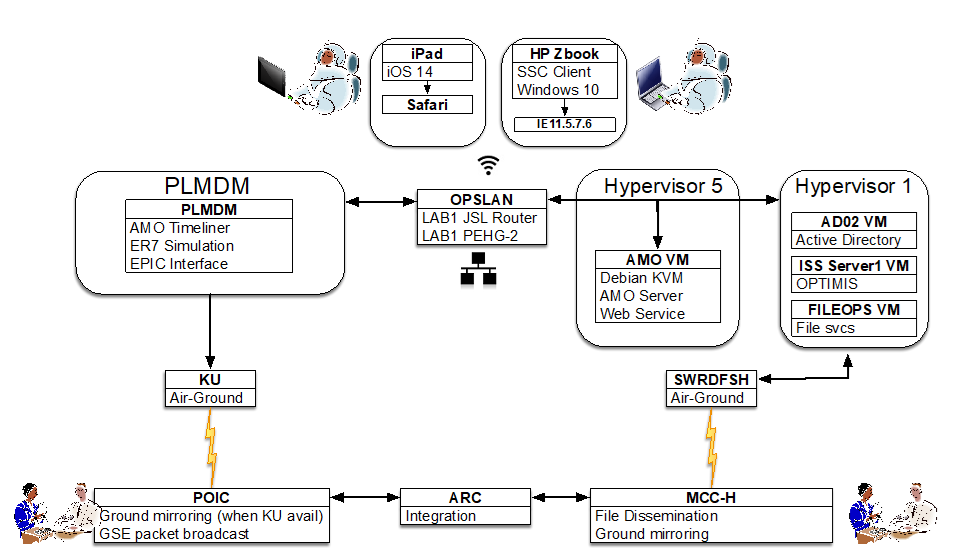 iPad
iOS 14
Safari
HP Zbook
SSC Client
Windows 10
IE11.5.7.6
PLMDM
PLMDM
AMO Timeliner
ER7 Simulation
EPIC Interface
OPSLAN
LAB1 JSL Router
LAB1 PEHG-2
Hypervisor 5
AMO VM
Debian KVM
AMO Server
Web Service
Hypervisor 1
AD02 VM
Active Directory
ISS Server1 VM
OPTIMIS
FILEOPS VM
File svcs
KU
Air-Ground
SWRDFSH
Air-Ground
POIC
Ground mirroring (when KU avail)
GSE packet broadcast
ARC
Integration
MCC-H
File Dissemination
Ground mirroring